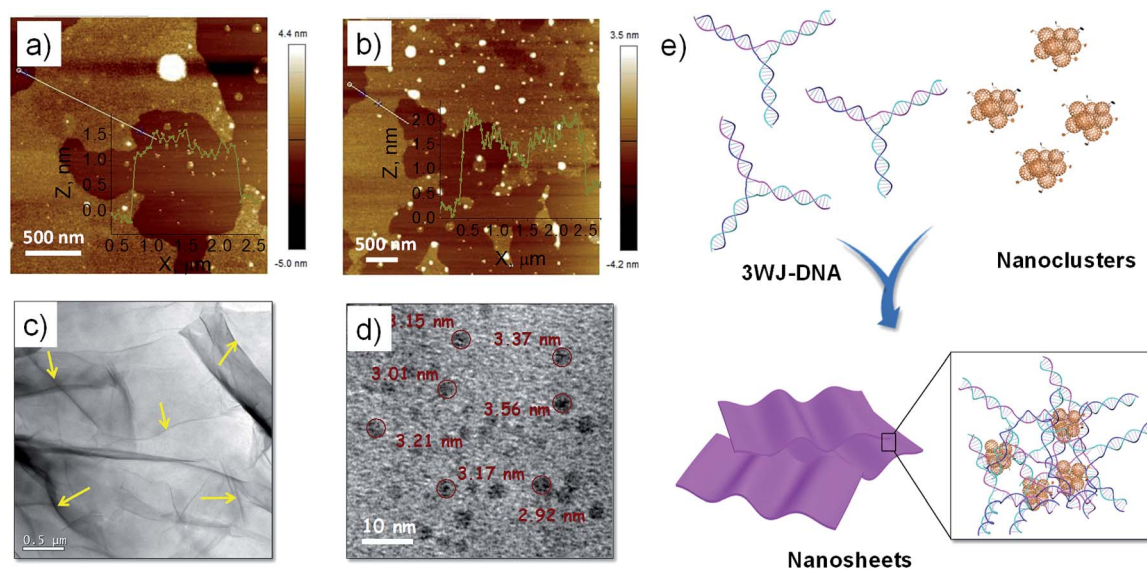 a)
4.4 nm
-5.0 nm
Z, nm
1.5
1.0
0.5
0.0
0.5 1.0 1.5 2.0 2.5
X, µm
500 nm
b)
3.5 nm
-4.2 nm
Z, nm
2.0
1.5
1.0
0.5
0.0
0.5 1.0 1.5 2.0 2.5
X, µm
500 nm
c)
0.5 µm
d)
3.15 nm
3.37 nm
3.01 nm
3.56 nm
3.21 nm
3.17 nm
2.92 nm
10 nm
e)
3WJ-DNA
Nanoclusters
Nanosheets